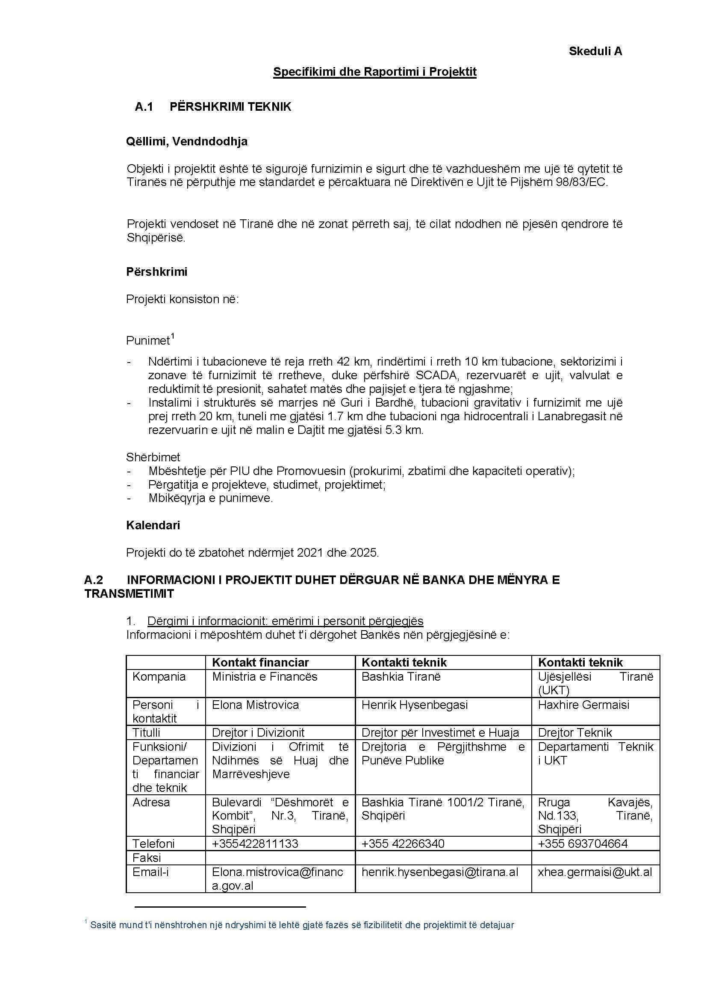 Skeduli A
Specifikimi dhe Raportimi i Projektit
A.1 PËRSHKRIMI TEKNIK
Qëllimi, Vendndodhja
Objekti i projektit është të sigurojë furnizimin e sigurt dhe të vazhdueshëm me ujë të qytetit të
Tiranës në përputhje me standardet e përcaktuara në Direktivën e Ujit të Pijshëm 98/83/EC.
Projekti vendoset në Tiranë dhe në zonat përreth saj, të cilat ndodhen në pjesën qendrore të
Shqipërisë.
Përshkrimi
Projekti konsiston në:
Punimet1
- Ndërtimi i tubacioneve të reja rreth 42 km, rindërtimi i rreth 10 km tubacione, sektorizimi i
zonave të furnizimit të rretheve, duke përfshirë SCADA, rezervuarët e ujit, valvulat e
reduktimit të presionit, sahatet matës dhe pajisjet e tjera të ngjashme;
- Instalimi i strukturës së marrjes në Guri i Bardhë, tubacioni gravitativ i furnizimit me ujë
prej rreth 20 km, tuneli me gjatësi 1.7 km dhe tubacioni nga hidrocentrali i Lanabregasit në
rezervuarin e ujit në malin e Dajtit me gjatësi 5.3 km.
Shërbimet
- Mbështetje për PIU dhe Promovuesin (prokurimi, zbatimi dhe kapaciteti operativ);
- Përgatitja e projekteve, studimet, projektimet;
- Mbikëqyrja e punimeve.
Kalendari
Projekti do të zbatohet ndërmjet 2021 dhe 2025.
A.2 INFORMACIONI I PROJEKTIT DUHET DËRGUAR NË BANKA DHE MËNYRA E
TRANSMETIMIT
1. Dërgimi i informacionit: emërimi i personit përgjegjës
Informacioni i mëposhtëm duhet t'i dërgohet Bankës nën përgjegjësinë e:
Kontakt financiar Kontakti teknik Kontakti teknik
Kompania Ministria e Financës Bashkia Tiranë Ujësjellësi Tiranë
(UKT)
Personi i Elona Mistrovica Henrik Hysenbegasi Haxhire Germaisi
kontaktit
Titulli Drejtor i Divizionit Drejtor për Investimet e Huaja Drejtor Teknik
Funksioni/ Divizioni i Ofrimit të Drejtoria e Përgjithshme e Departamenti Teknik
Departamen Ndihmës së Huaj dhe Punëve Publike i UKT
ti financiar Marrëveshjeve
dhe teknik
Adresa Bulevardi “Dëshmorët e Bashkia Tiranë 1001/2 Tiranë, Rruga Kavajës,
Kombit”, Nr.3, Tiranë, Shqipëri Nd.133, Tiranë,
Shqipëri Shqipëri
Telefoni +355422811133 +355 42266340 +355 693704664
Faksi
Email-i Elona.mistrovica@financ henrik.hysenbegasi@tirana.al xhea.germaisi@ukt.al
a.gov.al
1 Sasitë mund t'i nënshtrohen një ndryshimi të lehtë gjatë fazës së fizibilitetit dhe projektimit të detajuar